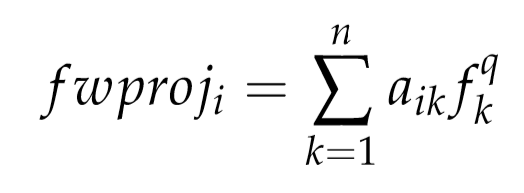 fwproj_i = \sum_{k=1}^{n} a_{ik} f_k^q